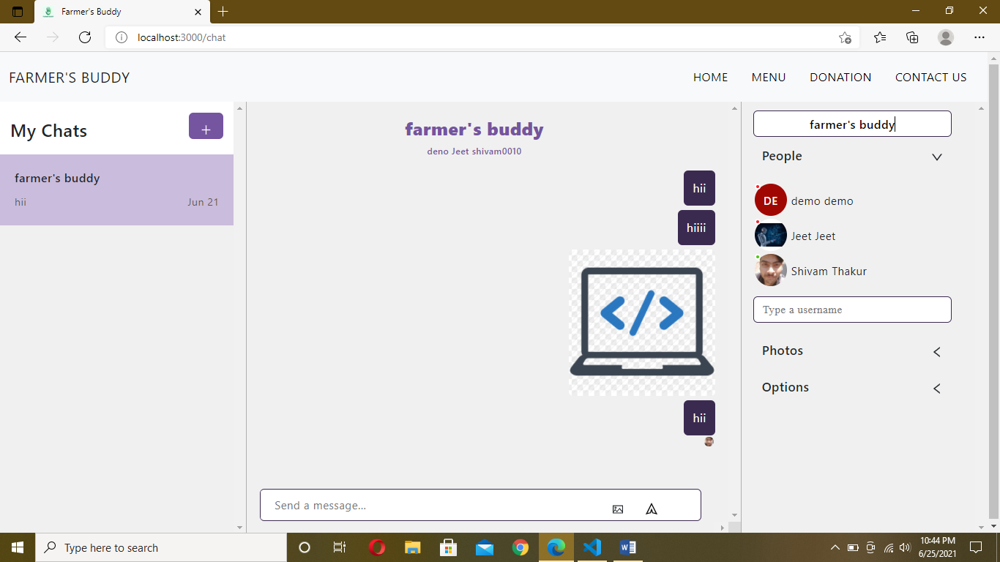 Farmer's Buddy
localhost:3000/chat
FARMER'S BUDDY
HOME MENU DONATION CONTACT US
My Chats
+
farmer's buddy
hii Jun 21
farmer's buddy
deno Jeet shivam0010
hii
hiiii
</>
hii
Send a message...
farmer's buddy
People
DE demo demo
Jeet Jeet
Shivam Thakur
Type a username
Photos
Options
Type here to search
10:44 PM
6/25/2021